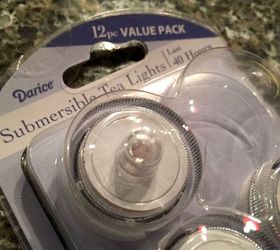 12pc VALUE PACK
Darice
Submersible Tea Lights
Last
40 Hours